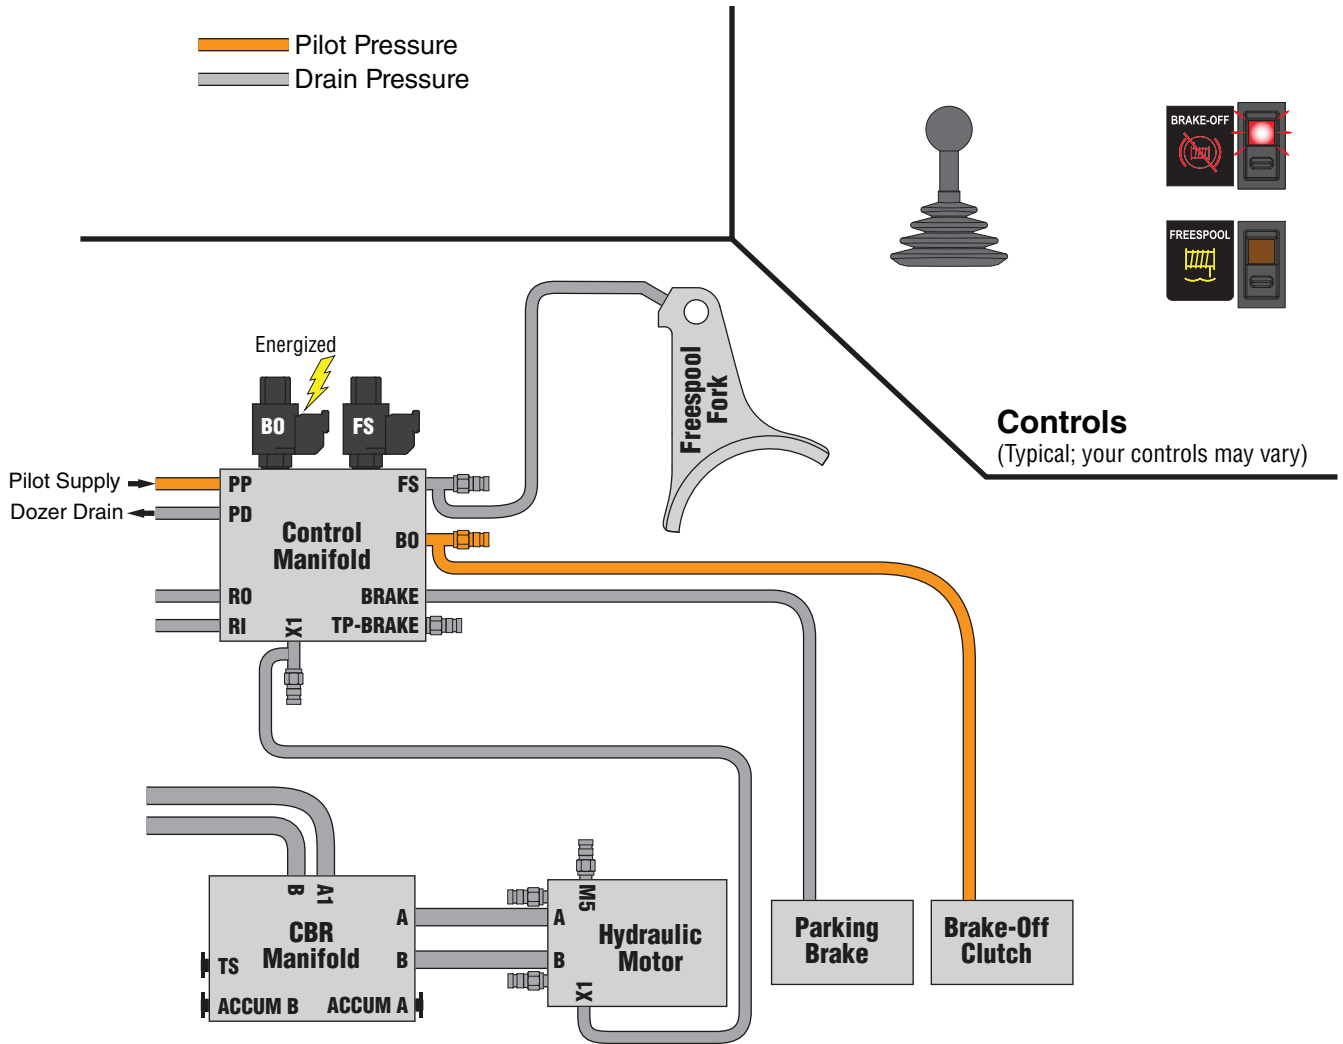 Pilot Pressure
Drain Pressure
BRAKE-OFF
FREESPOOL
Controls
(Typical; your controls may vary)
Energized
BO
FS
Freespool
Fork
Pilot Supply
Dozer Drain
PP
PD
RO
RI
Control
Manifold
FS
BO
BRAKE
TP-BRAKE
X1
B
A1
CBR
Manifold
A
B
TS
ACCUM B
ACCUM A
M5
A
B
X1
Hydraulic
Motor
Parking
Brake
Brake-Off
Clutch